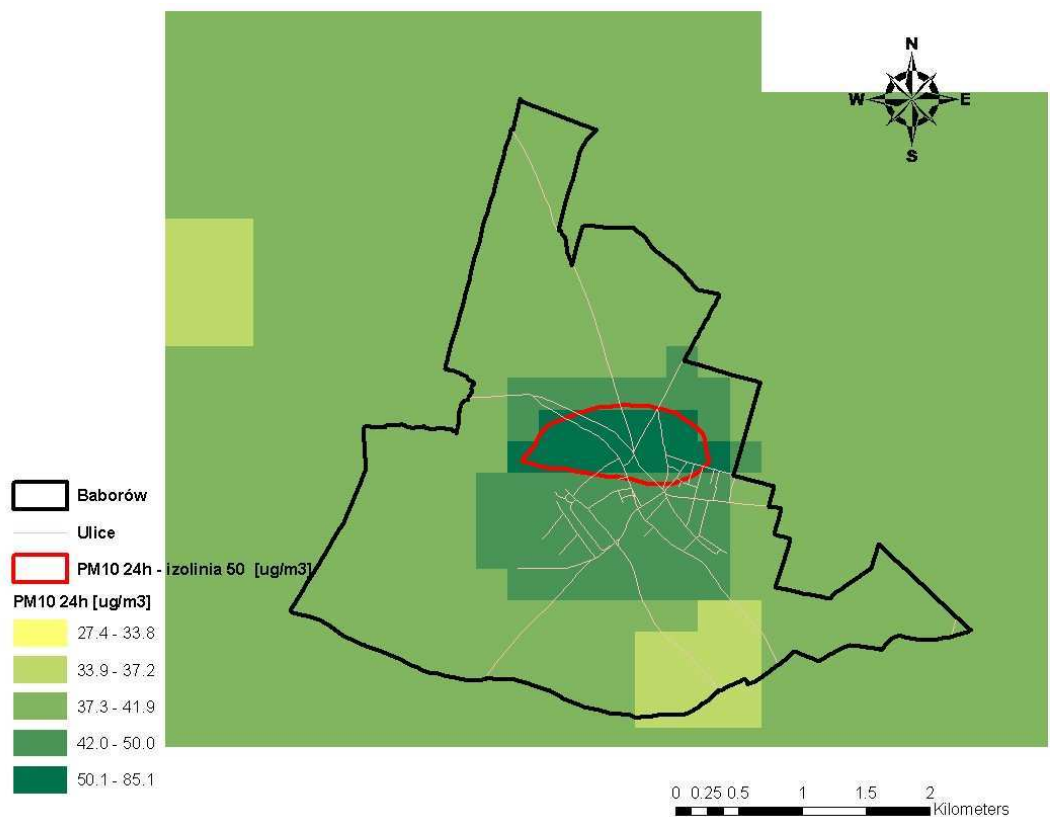 N
W E
S
Baborów
Ulice
PM10 24h - izolinia 50 [ug/m3]
PM10 24h [ug/m3]
27.4 - 33.8
33.9 - 37.2
37.3 - 41.9
42.0 - 50.0
50.1 - 85.1
0 0.25 0.5 1 1.5 2
Kilometers